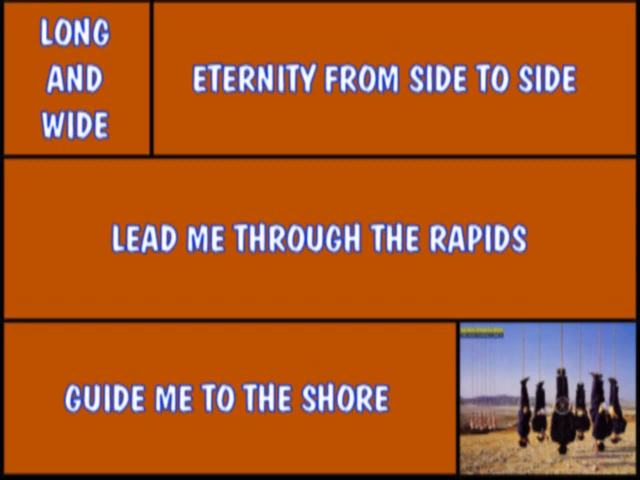 LONG
AND
WIDE
ETERNITY FROM SIDE TO SIDE
LEAD ME THROUGH THE RAPIDS
GUIDE ME TO THE SHORE